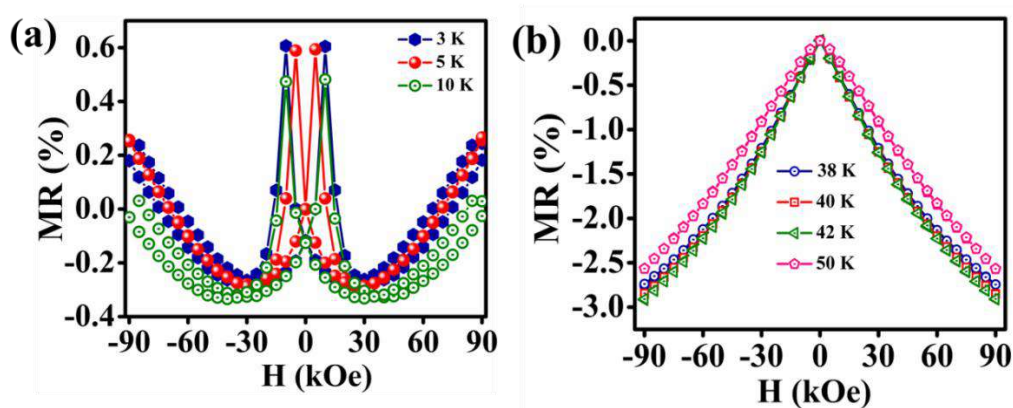 (a)
0.6
0.4
0.2
0.0
-0.2
-0.4
MR (%)
3 K
5 K
10 K
-90 -60 -30 0 30 60 90
H (kOe)
(b)
0.0
-0.5
-1.0
-1.5
-2.0
-2.5
-3.0
MR (%)
38 K
40 K
42 K
50 K
-90 -60 -30 0 30 60 90
H (kOe)